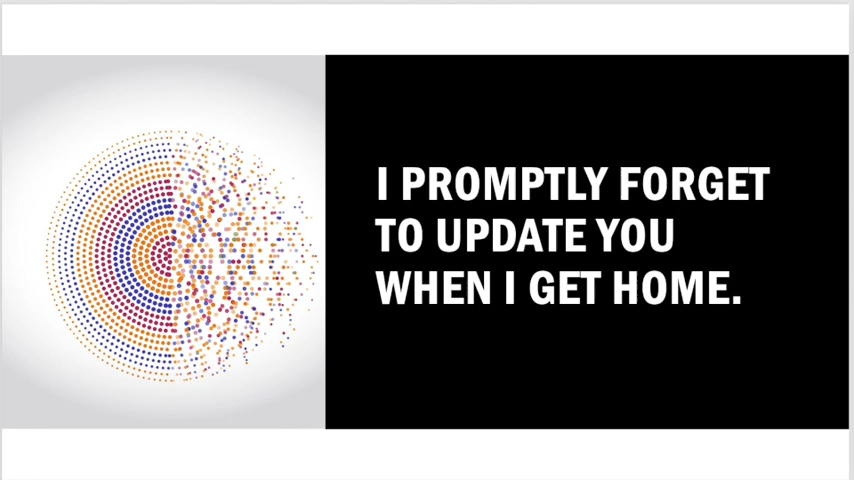 I PROMPTLY FORGET
TO UPDATE YOU
WHEN I GET HOME.